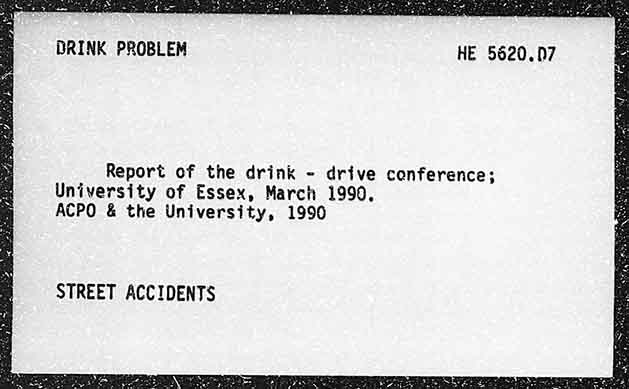 DRINK PROBLEM
HE 5620.D7
Report of the drink - drive conference;
University of Essex, March 1990.
ACPO & the University, 1990
STREET ACCIDENTS